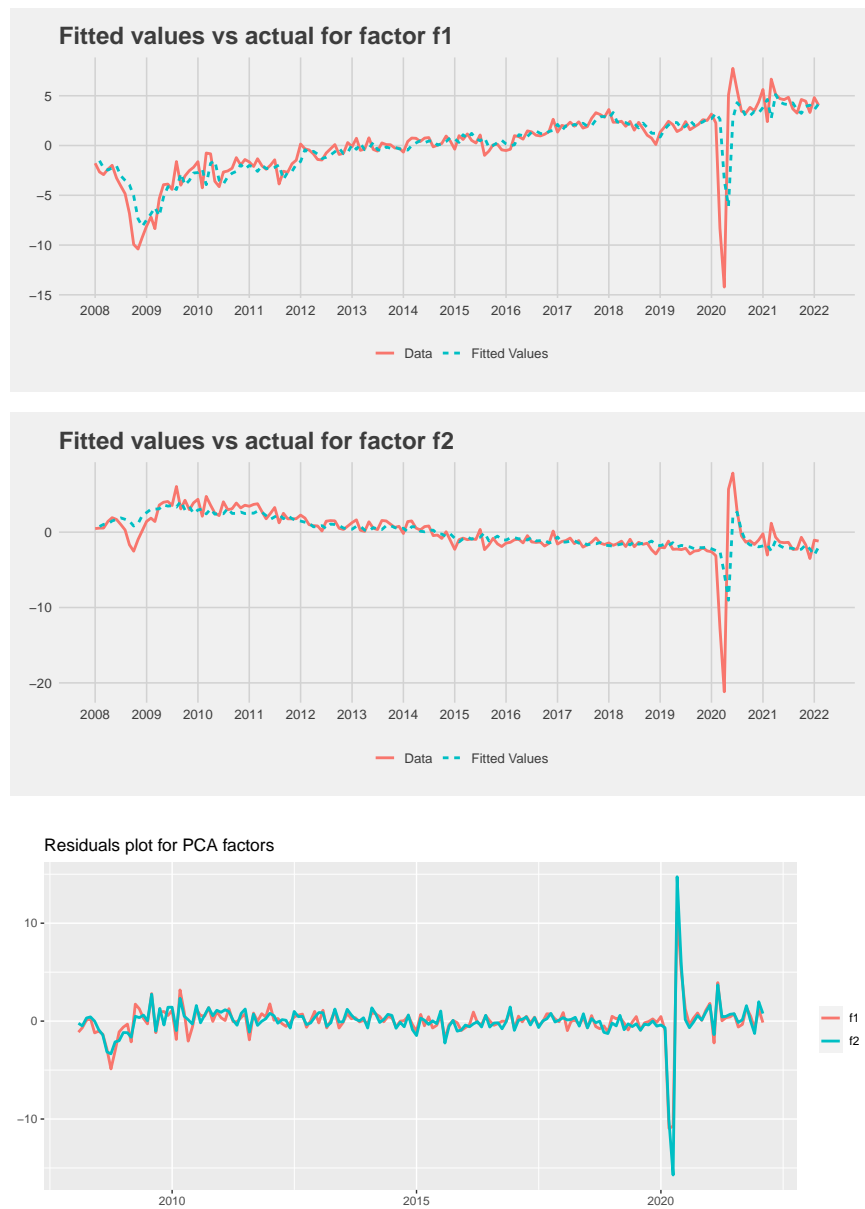 Fitted values vs actual for factor f1
5
0
−5
−10
−15
2008 2009 2010 2011 2012 2013 2014 2015 2016 2017 2018 2019 2020 2021 2022
Data Fitted Values
Fitted values vs actual for factor f2
0
−10
−20
2008 2009 2010 2011 2012 2013 2014 2015 2016 2017 2018 2019 2020 2021 2022
Data Fitted Values
Residuals plot for PCA factors
10
0
−10
2010 2015 2020
f1
f2